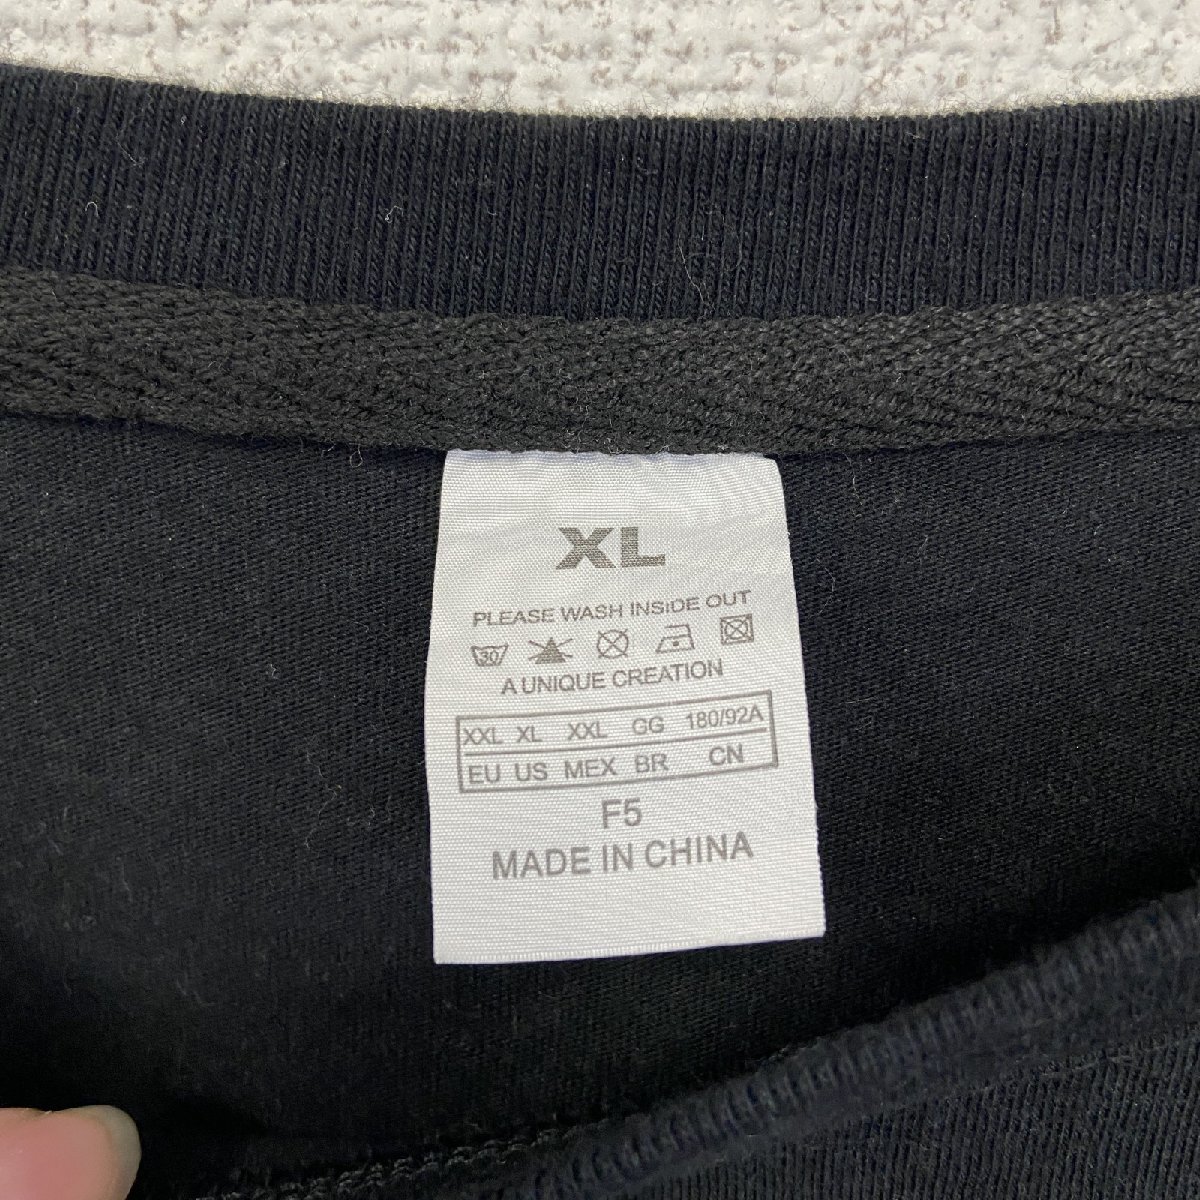 XL
PLEASE WASH INSIDE OUT
30
A UNIQUE CREATION
XXL XL XXL GG 180/92A
EU US MEX BR CN
F5
MADE IN CHINA